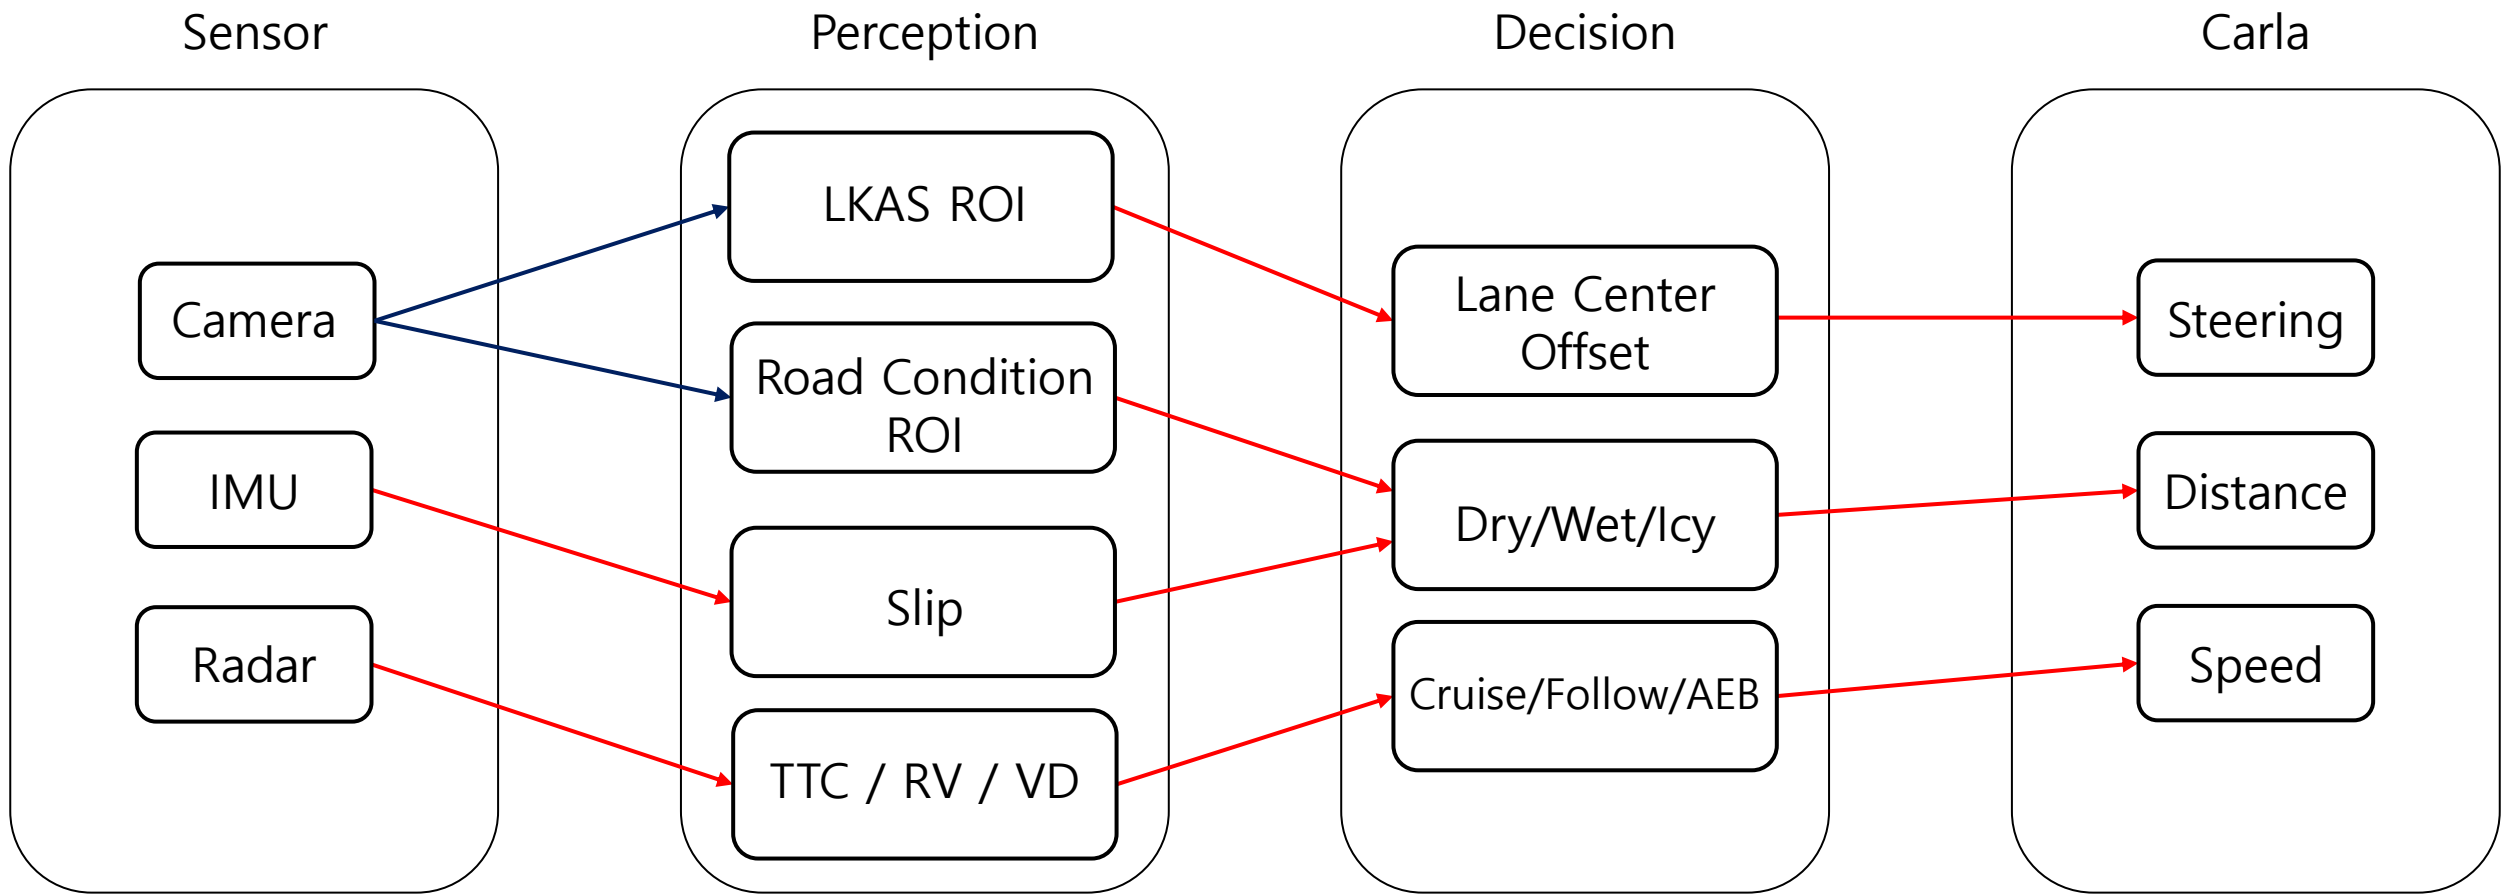 Sensor
Perception
Decision
Carla
Camera
IMU
Radar
LKAS ROI
Road Condition
ROI
Slip
TTC / RV / VD
Lane Center
Offset
Dry/Wet/Icy
Cruise/Follow/AEB
Steering
Distance
Speed